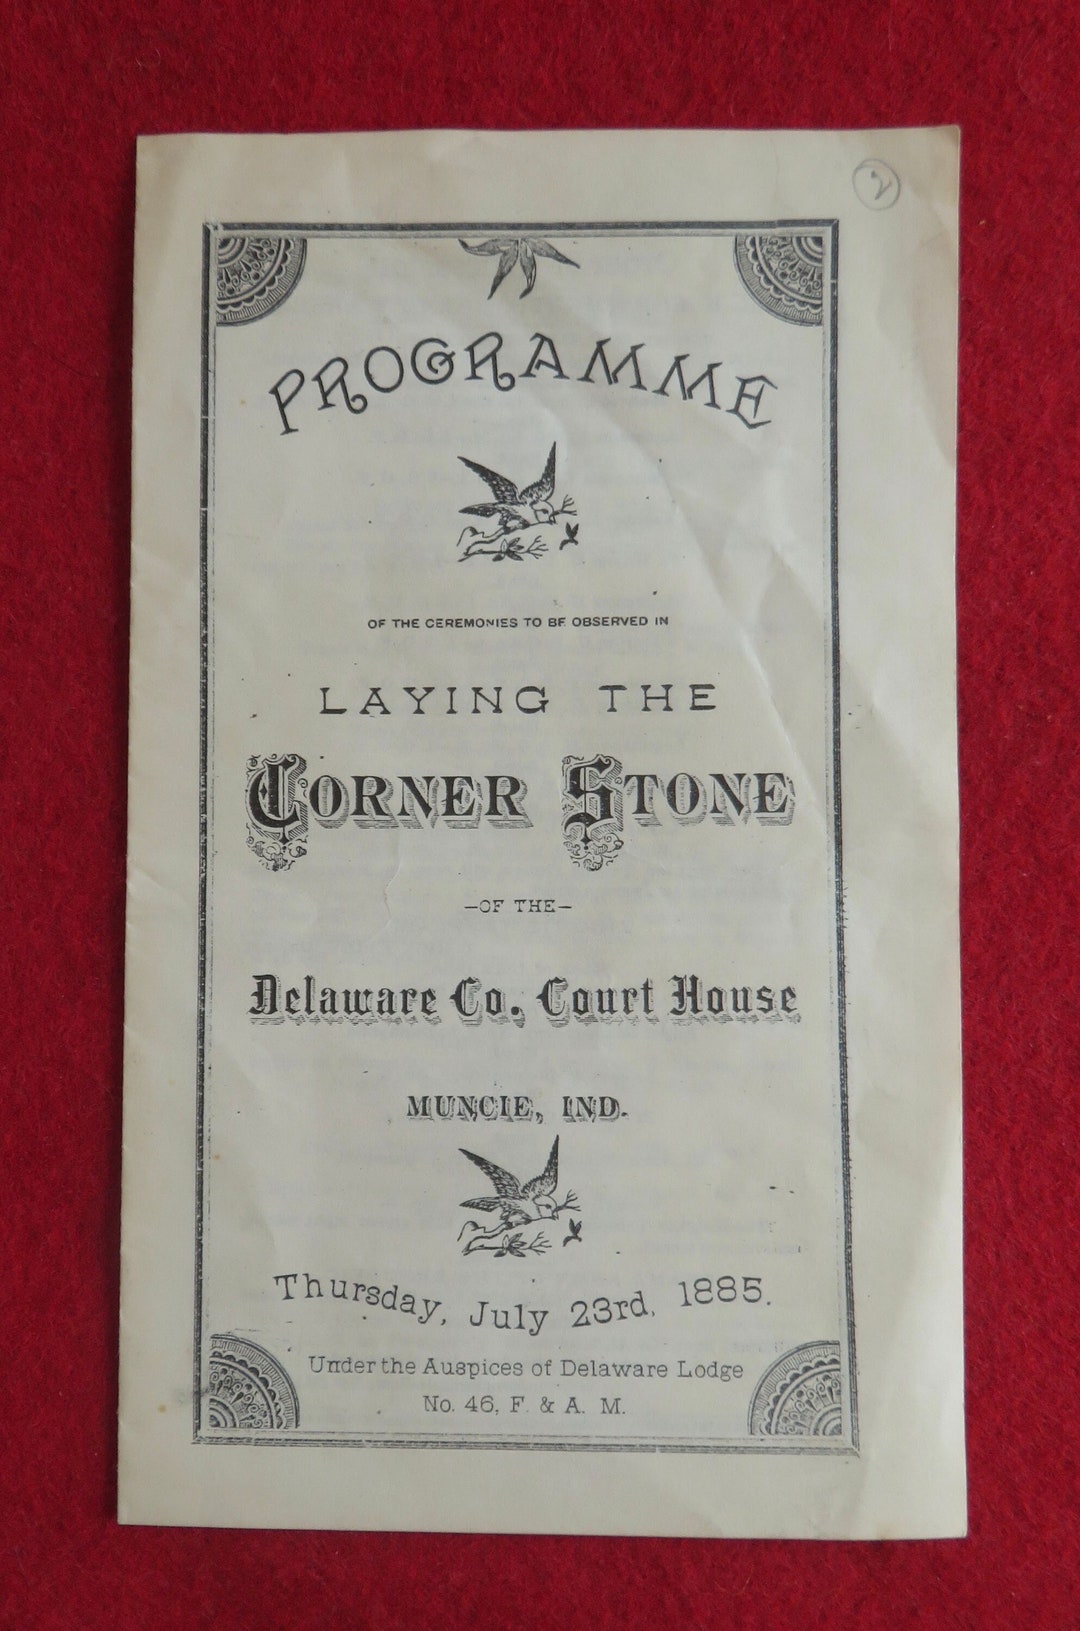 2
PROGRAMME
OF THE CEREMONIES TO BE OBSERVED IN
LAYING THE
CORNER STONE
—OF THE—
Delaware Co. Court House
MUNCIE, IND.
Thursday, July 23rd, 1885.
Under the Auspices of Delaware Lodge
No. 46, F. & A. M.